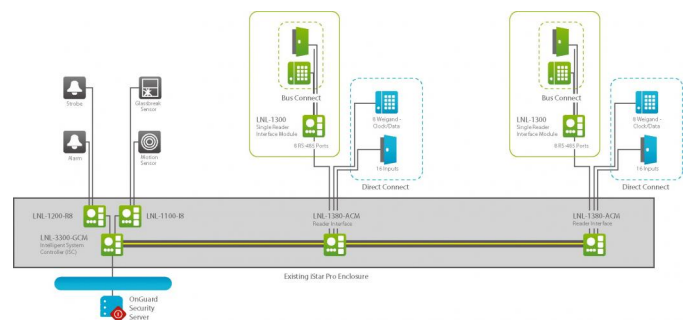 Strobe
Glassbreak
Sensor
Alarm
Motion
Sensor
Bus Connect
LNL-1300
Single Reader
Interface Module
8 RS-485 Ports
8 Weigand -
Clock/Data
16 Inputs
Direct Connect
Bus Connect
LNL-1300
Single Reader
Interface Module
8 RS-485 Ports
8 Weigand -
Clock/Data
16 Inputs
Direct Connect
LNL-1200-R8
LNL-1100-I8
LNL-3300-GCM
Intelligent System
Controller (ISC)
LNL-1380-ACM
Reader Interface
LNL-1380-ACM
Reader Interface
Existing iStar Pro Enclosure
OnGuard
Security
Server